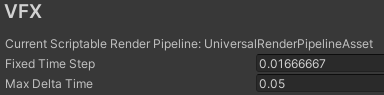 VFX
Current Scriptable Render Pipeline: UniversalRenderPipelineAsset
Fixed Time Step 0.01666667
Max Delta Time 0.05